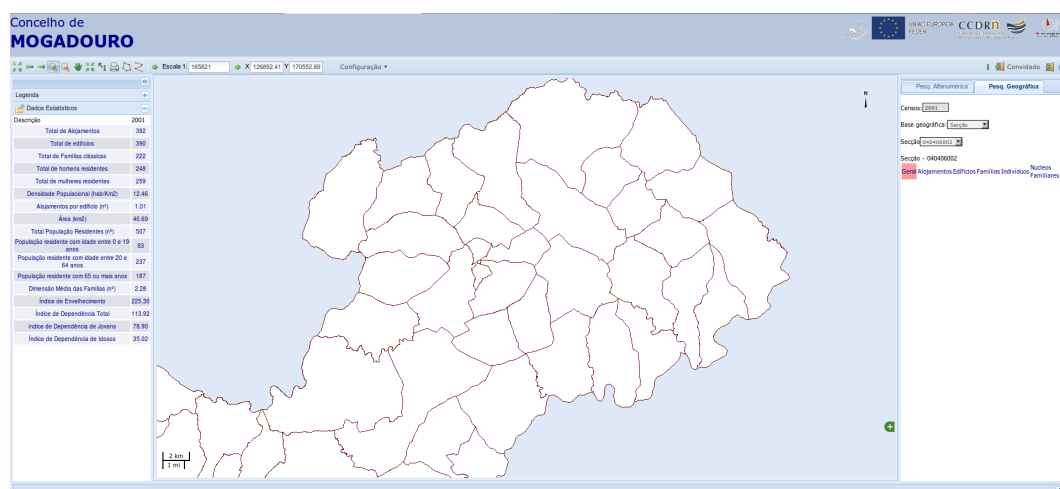 Concelho de
MOGADOURO
UNIÃO EUROPEIA
FEDER
CCDRn
Escala 1: 165821 X 126892.41 Y 170552.89 Configuração
i Convidado
Legenda
Dados Estatísticos
Descrição 2001
Total de Alojamentos 392
Total de edifícios 390
Total de Famílias clássicas 222
Total de homens residentes 248
Total de mulheres residentes 259
Densidade Populacional (hab/Km2) 12.46
Alojamentos por edifício (nº) 1.01
Área (km2) 40.69
Total População Residentes (nº) 507
População residente com idade entre 0 e 19
anos 83
População residente com idade entre 20 e
64 anos 237
População residente com 65 ou mais anos 187
Dimensão Média das Famílias (nº) 2.28
Índice de Envelhecimento 225.30
Índice de Dependência Total 113.92
Indice de Dependência de Jovens 78.90
Índice de Dependência de Idosos 35.02
N
2 km
1 mi
Pesq. Alfanumérica Pesq. Geográfica
Censos: 2001
Base geográfica: Secção
Secção 040406002
Secção - 040406002
Geral Alojamentos Edifícios Famílias Indivíduos Nucleos
Familiares